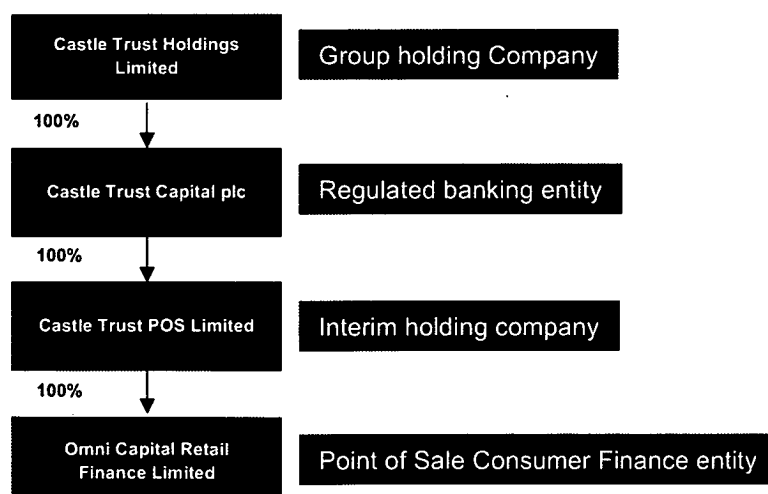 Castle Trust Holdings
Limited
Group holding Company
100%
Castle Trust Capital plc
Regulated banking entity
100%
Castle Trust POS Limited
Interim holding company
100%
Omni Capital Retail
Finance Limited
Point of Sale Consumer Finance entity